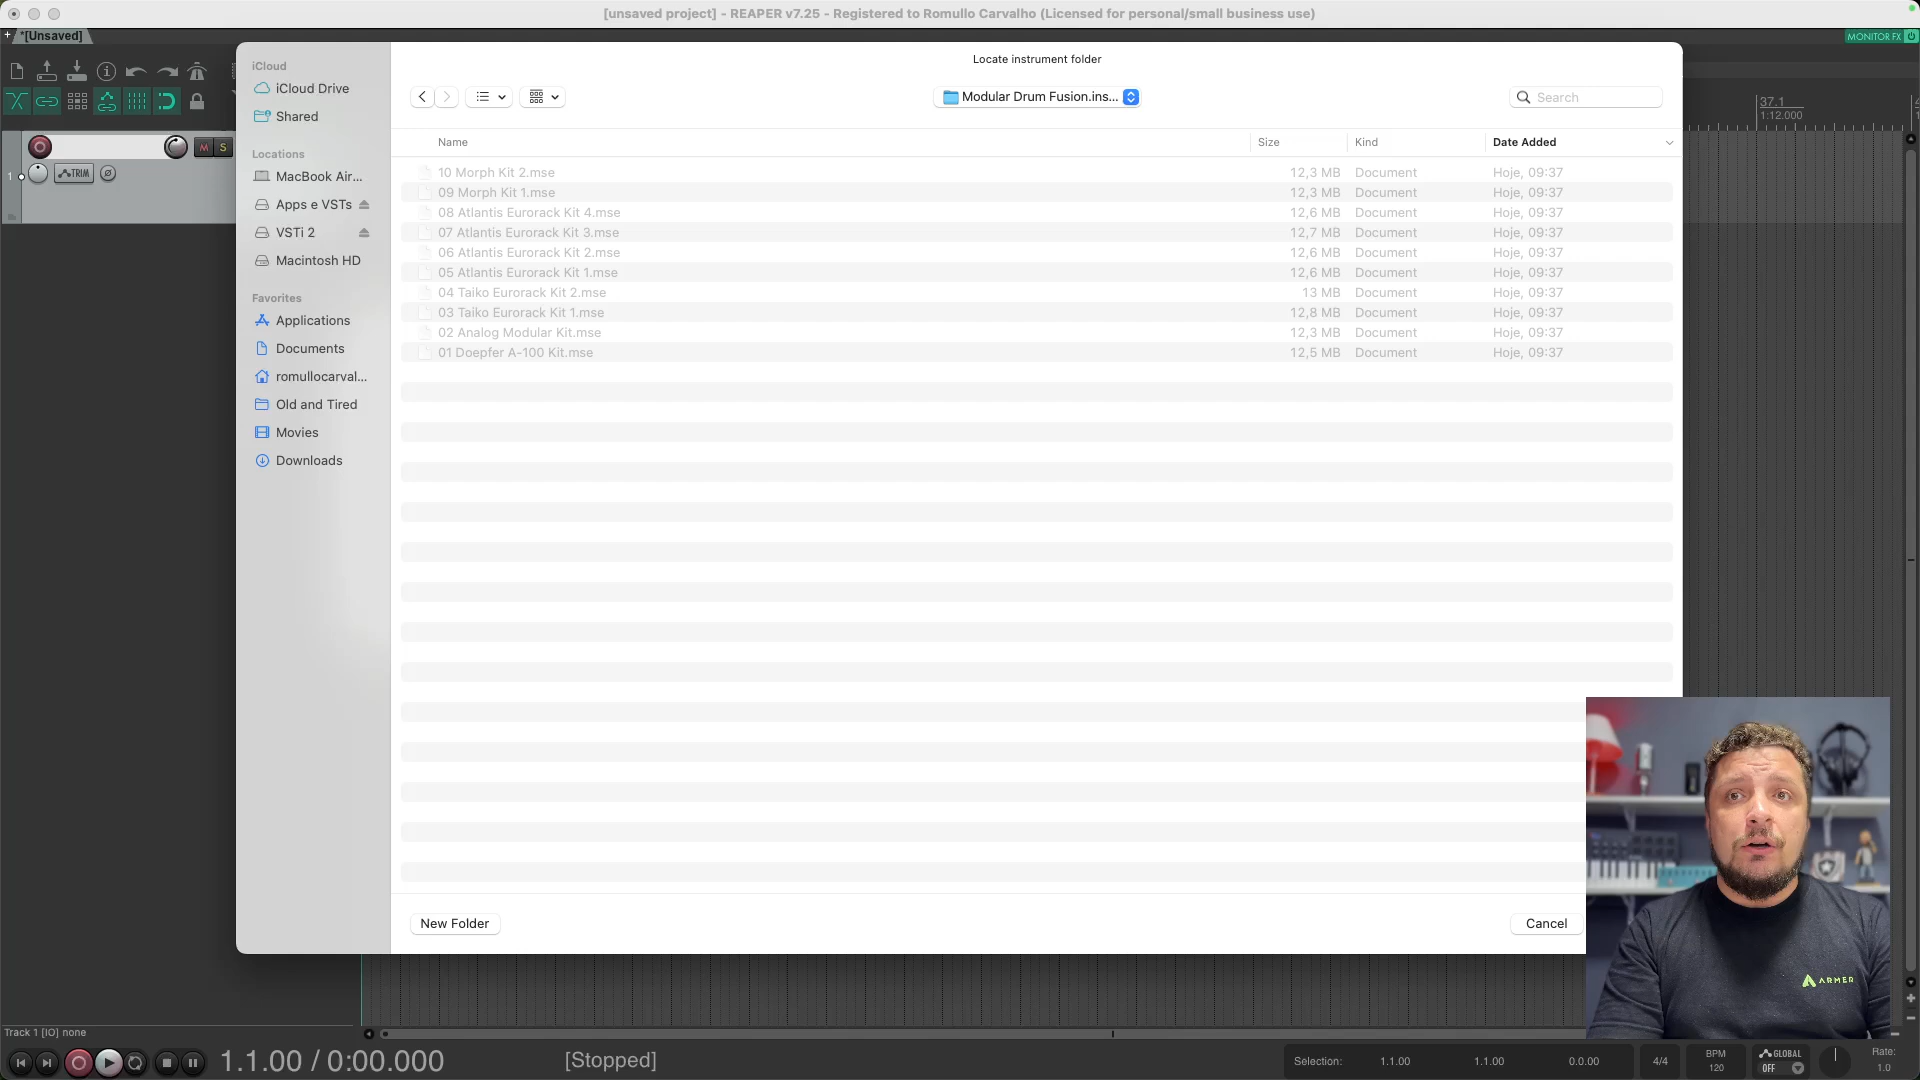 [unsaved project] - REAPER v7.25 - Registered to Romullo Carvalho (Licensed for personal/small business use)
+ *[Unsaved]
MONITOR FX
iCloud
iCloud Drive
Shared
Locations
MacBook Air...
Apps e VSTs
VSTi 2
Macintosh HD
Favorites
Applications
Documents
romullocarval...
Old and Tired
Movies
Downloads
Locate instrument folder
Modular Drum Fusion.ins...
Search
Name Size Kind Date Added
10 Morph Kit 2.mse 12,3 MB Document Hoje, 09:37
09 Morph Kit 1.mse 12,3 MB Document Hoje, 09:37
08 Atlantis Eurorack Kit 4.mse 12,6 MB Document Hoje, 09:37
07 Atlantis Eurorack Kit 3.mse 12,7 MB Document Hoje, 09:37
06 Atlantis Eurorack Kit 2.mse 12,6 MB Document Hoje, 09:37
05 Atlantis Eurorack Kit 1.mse 12,6 MB Document Hoje, 09:37
04 Taiko Eurorack Kit 2.mse 13 MB Document Hoje, 09:37
03 Taiko Eurorack Kit 1.mse 12,8 MB Document Hoje, 09:37
02 Analog Modular Kit.mse 12,3 MB Document Hoje, 09:37
01 Doepfer A-100 Kit.mse 12,5 MB Document Hoje, 09:37
New Folder
Cancel
M S
1
TRIM
37.1
1:12.000
ARMER
Track 1 [IO] none
1.1.00 / 0:00.000
[Stopped]
Selection: 1.1.00 1.1.00 0.0.00
4/4
BPM
120
GLOBAL
OFF
Rate:
1.0